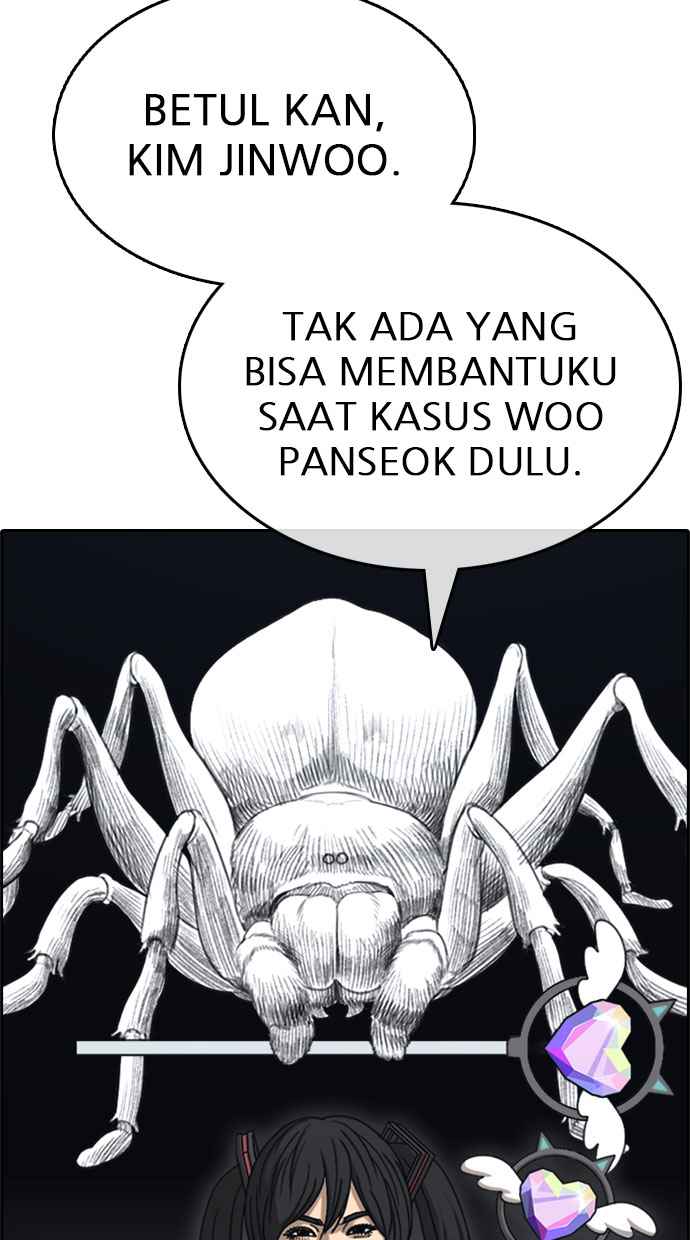 BETUL KAN,
KIM JINWOO.
TAK ADA YANG
BISA MEMBANTUKU
SAAT KASUS WOO
PANSEOK DULU.